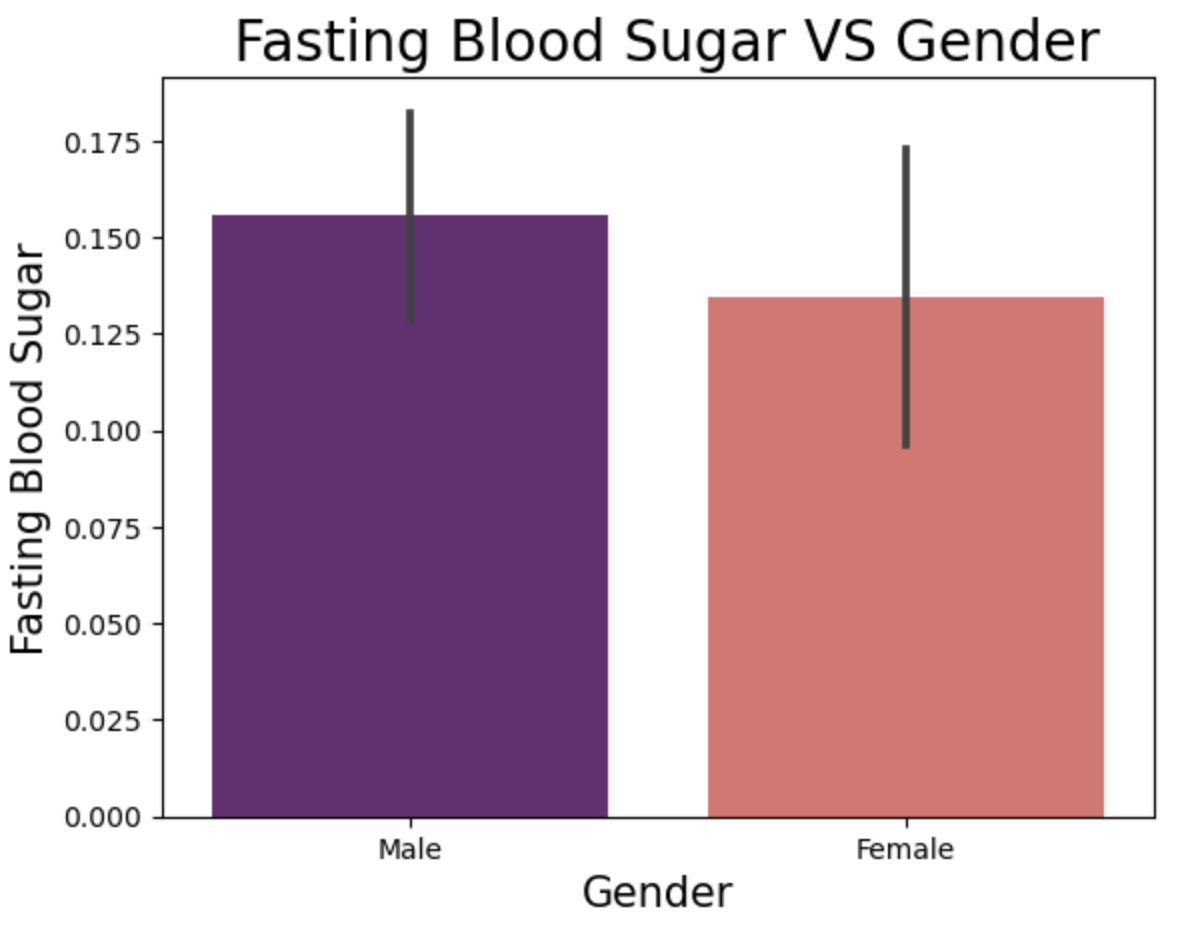 Fasting Blood Sugar VS Gender
Fasting Blood Sugar
0.175
0.150
0.125
0.100
0.075
0.050
0.025
0.000
Male
Female
Gender